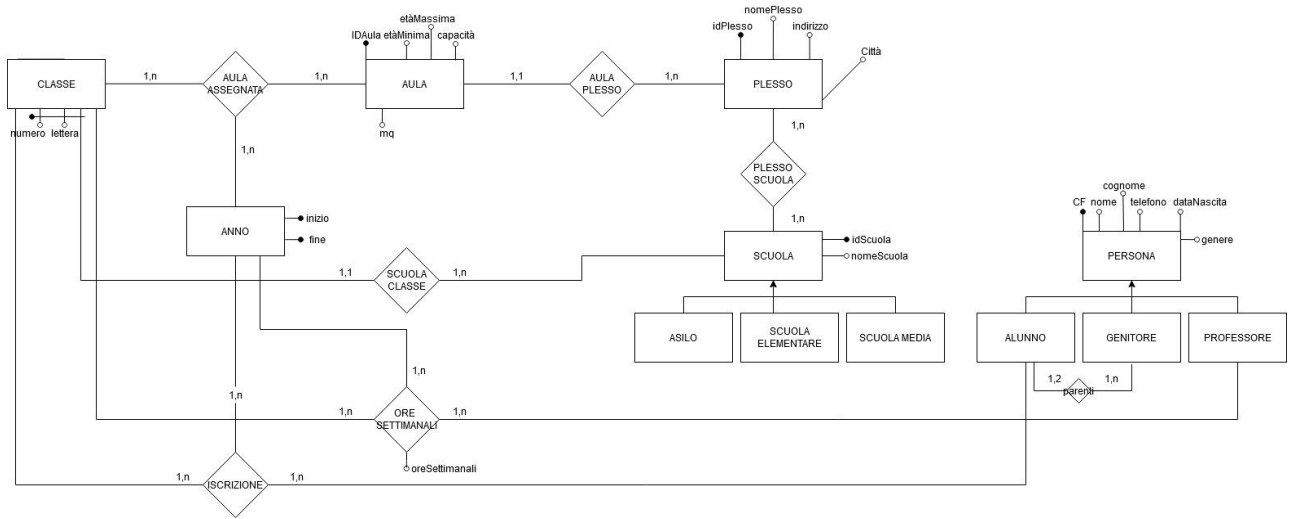 nomePlesso
etàMassima
idPlesso
indirizzo
IDAula etàMinima capacità
Città
1,n
1,n
1,1
1,n
CLASSE
AULA
ASSEGNATA
AULA
AULA
PLESSO
PLESSO
numero lettera
mq
1,n
1,n
PLESSO
SCUOLA
cognome
CF nome telefono dataNascita
1,n
inizio
ANNO
fine
idScuola
genere
SCUOLA
nomeScuola
PERSONA
1,1
SCUOLA
CLASSE
1,n
ASILO
SCUOLA
ELEMENTARE
SCUOLA MEDIA
ALUNNO
GENITORE
PROFESSORE
1,n
1,2
1,n
parenti
1,n
1,n
ORE
SETTIMANALI
1,n
oreSettimanali
1,n
ISCRIZIONE
1,n